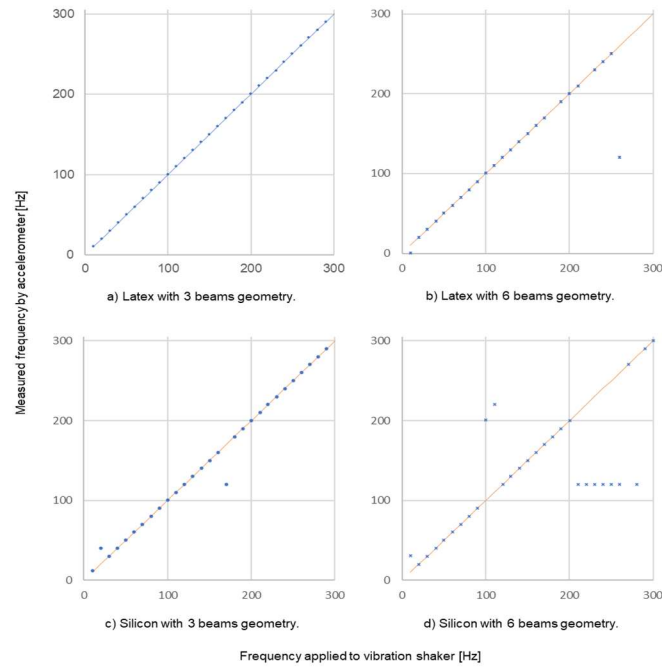 Measured frequency by accelerometer [Hz]
300
200
100
0
0 100 200 300
a) Latex with 3 beams geometry.
300
200
100
0
0 100 200 300
b) Latex with 6 beams geometry.
300
200
100
0
0 100 200 300
c) Silicon with 3 beams geometry.
300
200
100
0
0 100 200 300
d) Silicon with 6 beams geometry.
Frequency applied to vibration shaker [Hz]